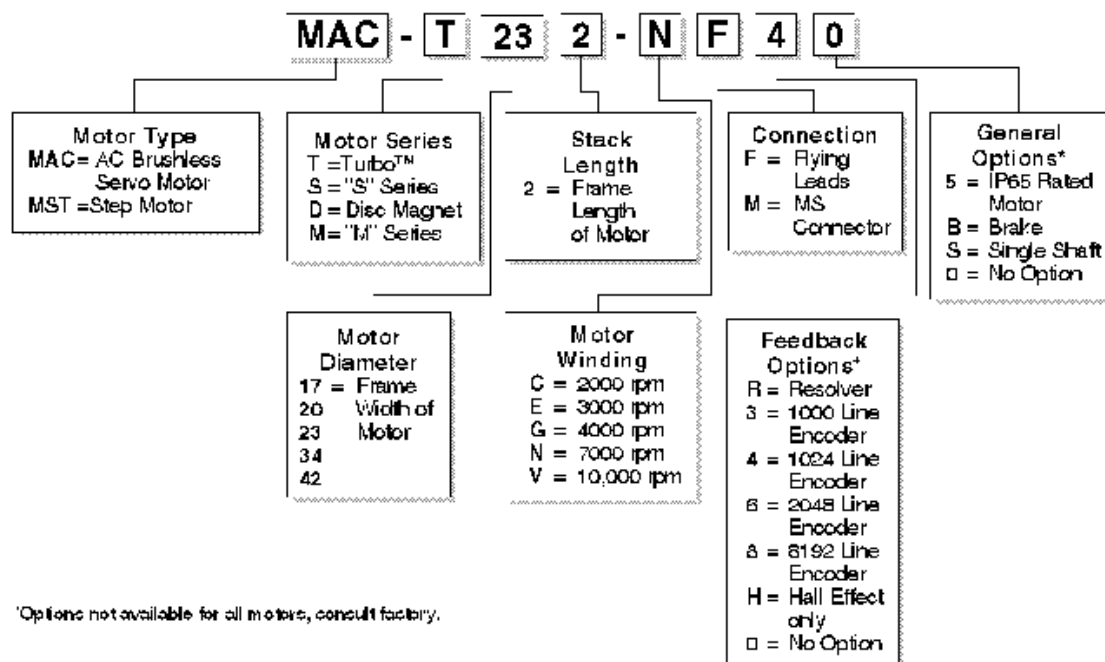 MAC - T 23 2 - N F 4 0
Motor Type
MAC = AC Brushless
Servo Motor
MST = Step Motor
Motor Series
T = Turbo™
S = "S" Series
D = Disc Magnet
M = "M" Series
Stack
Length
2 = Frame
Length
of Motor
Connection
F = Flying
Leads
M = MS
Connector
General
Options*
5 = IP65 Rated
Motor
B = Brake
S = Single Shaft
0 = No Option
Motor
Diameter
17 = Frame
20 Width of
23 Motor
34
42
Motor
Winding
C = 2000 rpm
E = 3000 rpm
G = 4000 rpm
N = 7000 rpm
V = 10,000 rpm
Feedback
Options*
R = Resolver
3 = 1000 Line
Encoder
4 = 1024 Line
Encoder
6 = 2048 Line
Encoder
8 = 8192 Line
Encoder
H = Hall Effect
only
0 = No Option
*Options not available for all motors, consult factory.